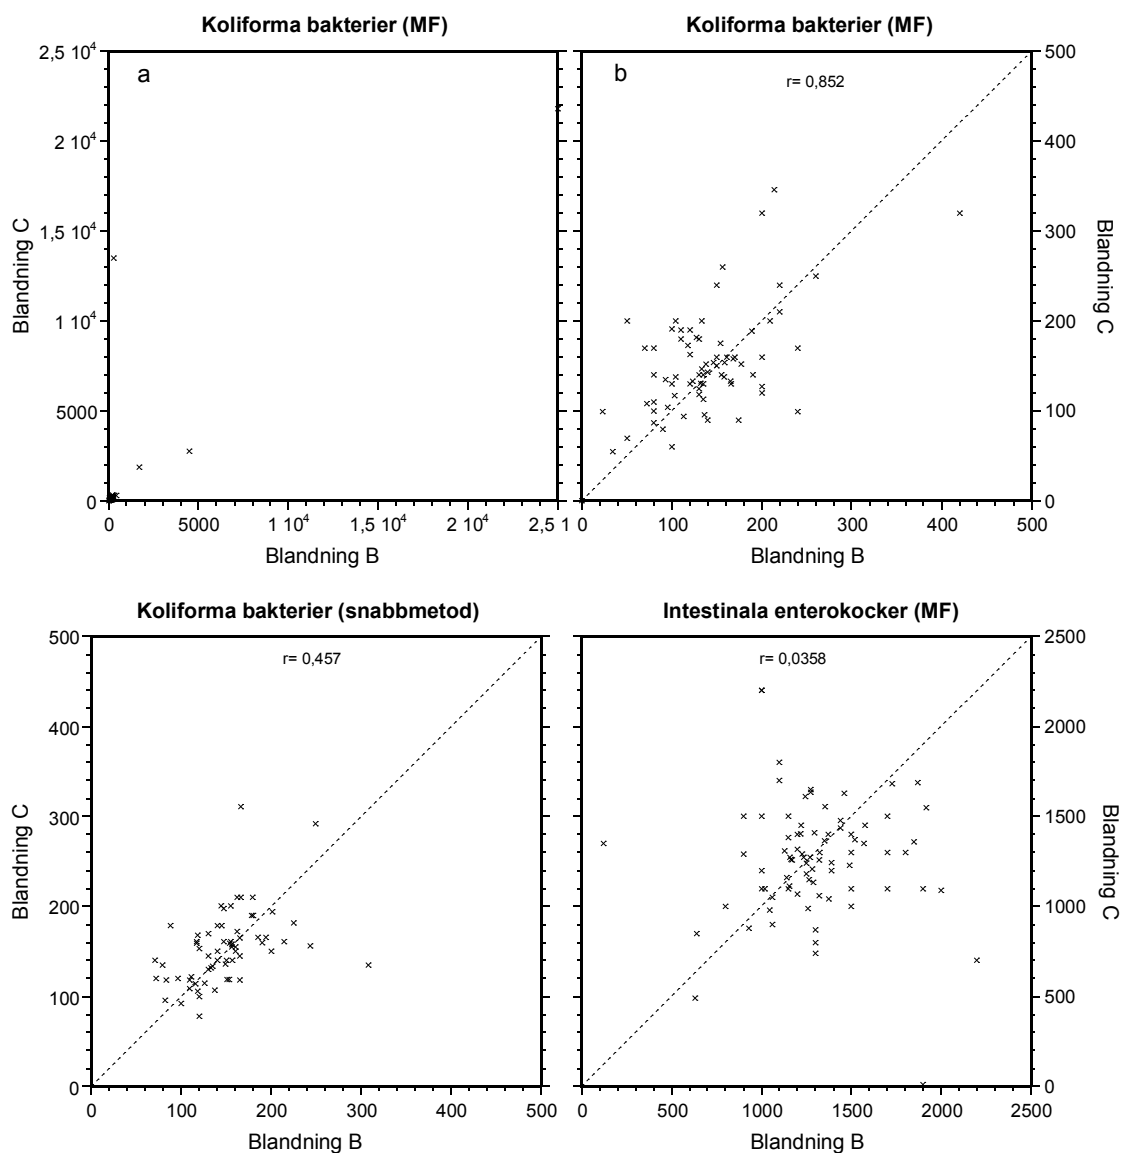 Koliforma bakterier (MF)
2,5 10⁴
2 10⁴
1,5 10⁴
1 10⁴
5000
0
a
Blandning C
0 5000 1 10⁴ 1,5 10⁴ 2 10⁴ 2,5 1
Blandning B
Koliforma bakterier (MF)
b
r= 0,852
500
400
300
200
100
0
Blandning C
0 100 200 300 400 500
Blandning B
Koliforma bakterier (snabbmetod)
r= 0,457
500
400
300
200
100
0
Blandning C
0 100 200 300 400 500
Blandning B
Intestinala enterokocker (MF)
r= 0,0358
2500
2000
1500
1000
500
0
Blandning C
0 500 1000 1500 2000 2500
Blandning B